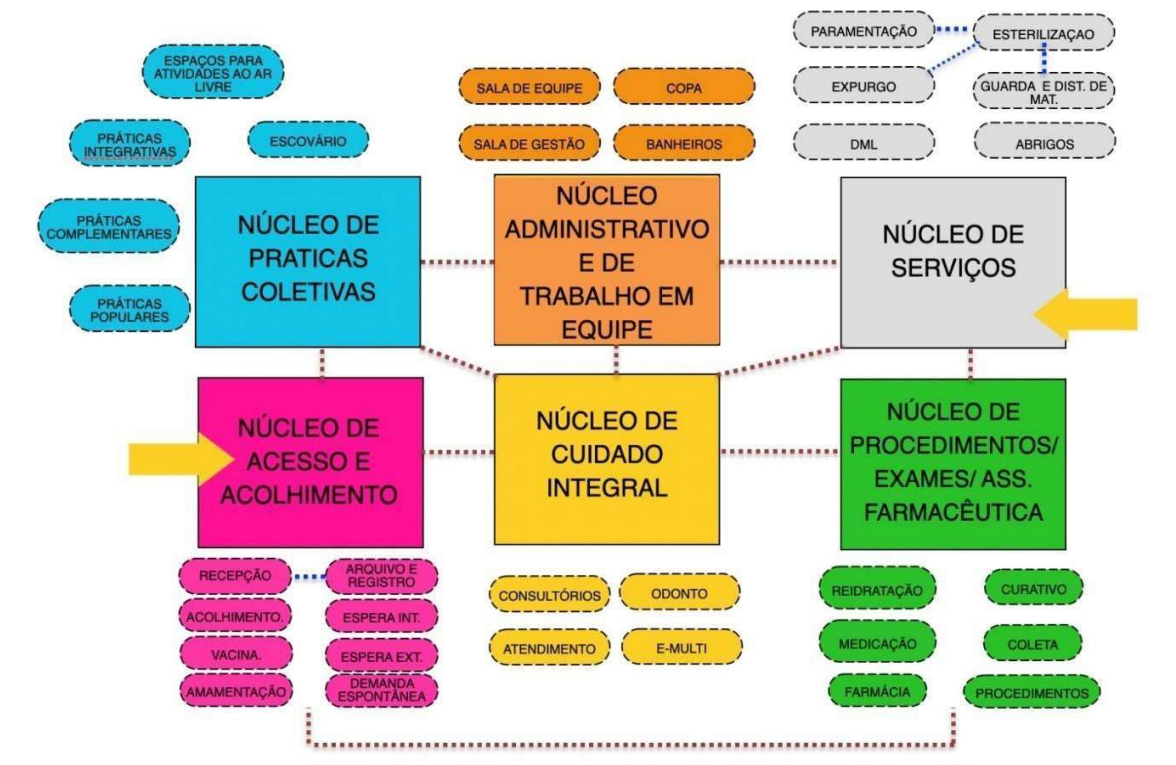 ESPAÇOS PARA
ATIVIDADES AO AR
LIVRE
PRÁTICAS
INTEGRATIVAS
ESCOVÁRIO
PRÁTICAS
COMPLEMENTARES
PRÁTICAS
POPULARES
NÚCLEO DE
PRATICAS
COLETIVAS
SALA DE EQUIPE
COPA
SALA DE GESTÃO
BANHEIROS
NÚCLEO
ADMINISTRATIVO
E DE
TRABALHO EM
EQUIPE
PARAMENTAÇÃO
ESTERILIZAÇAO
EXPURGO
GUARDA E DIST. DE
MAT.
DML
ABRIGOS
NÚCLEO DE
SERVIÇOS
NÚCLEO DE
ACESSO E
ACOLHIMENTO
RECEPÇÃO
ARQUIVO E
REGISTRO
ACOLHIMENTO.
ESPERA INT.
VACINA.
ESPERA EXT.
AMAMENTAÇÃO
DEMANDA
ESPONTÂNEA
NÚCLEO DE
CUIDADO
INTEGRAL
CONSULTÓRIOS
ODONTO
ATENDIMENTO
E-MULTI
NÚCLEO DE
PROCEDIMENTOS/
EXAMES/ ASS.
FARMACÊUTICA
REIDRATAÇÃO
CURATIVO
MEDICAÇÃO
COLETA
FARMÁCIA
PROCEDIMENTOS